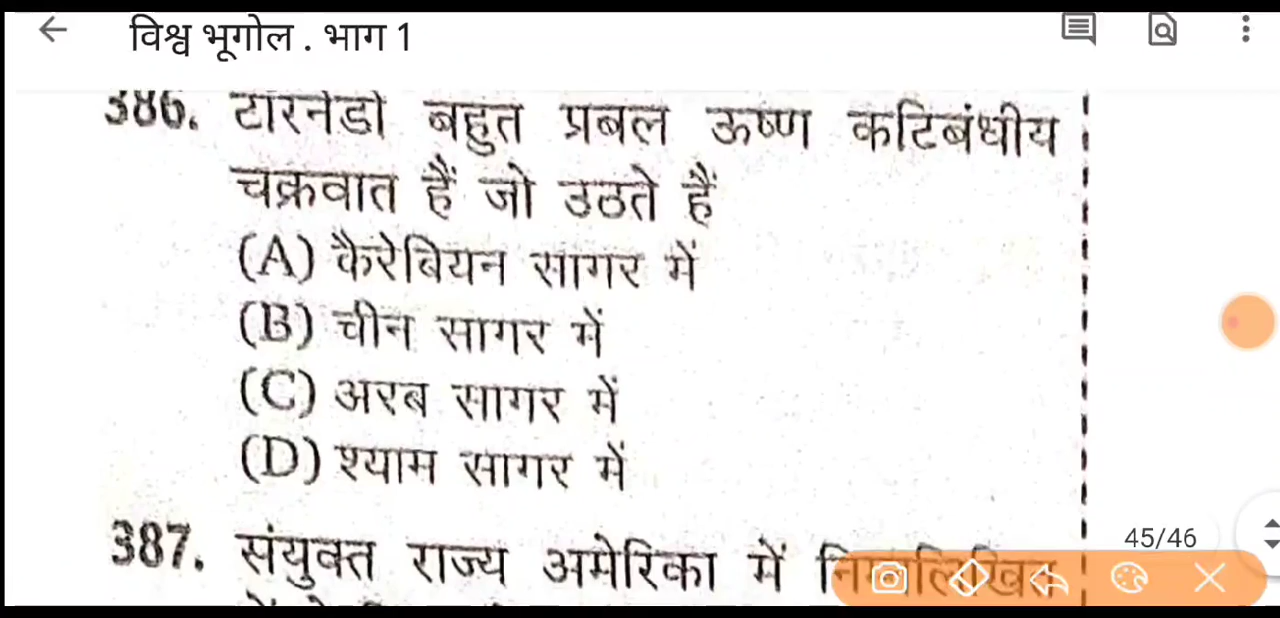 विश्व भूगोल . भाग 1
386. टारनेडो बहुत प्रबल ऊष्ण कटिबंधीय
चक्रवात हैं जो उठते हैं
(A) कैरेबियन सागर में
(B) चीन सागर में
(C) अरब सागर में
(D) श्याम सागर में
387. संयुक्त राज्य अमेरिका में निम्नलिखित
45/46